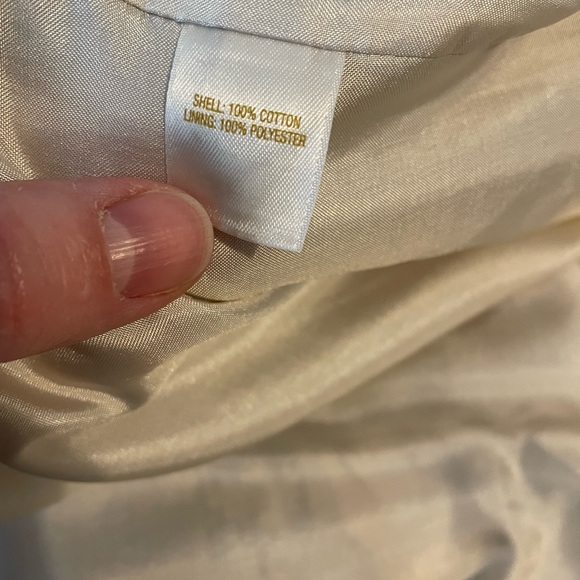 SHELL: 100% COTTON
LINING: 100% POLYESTER